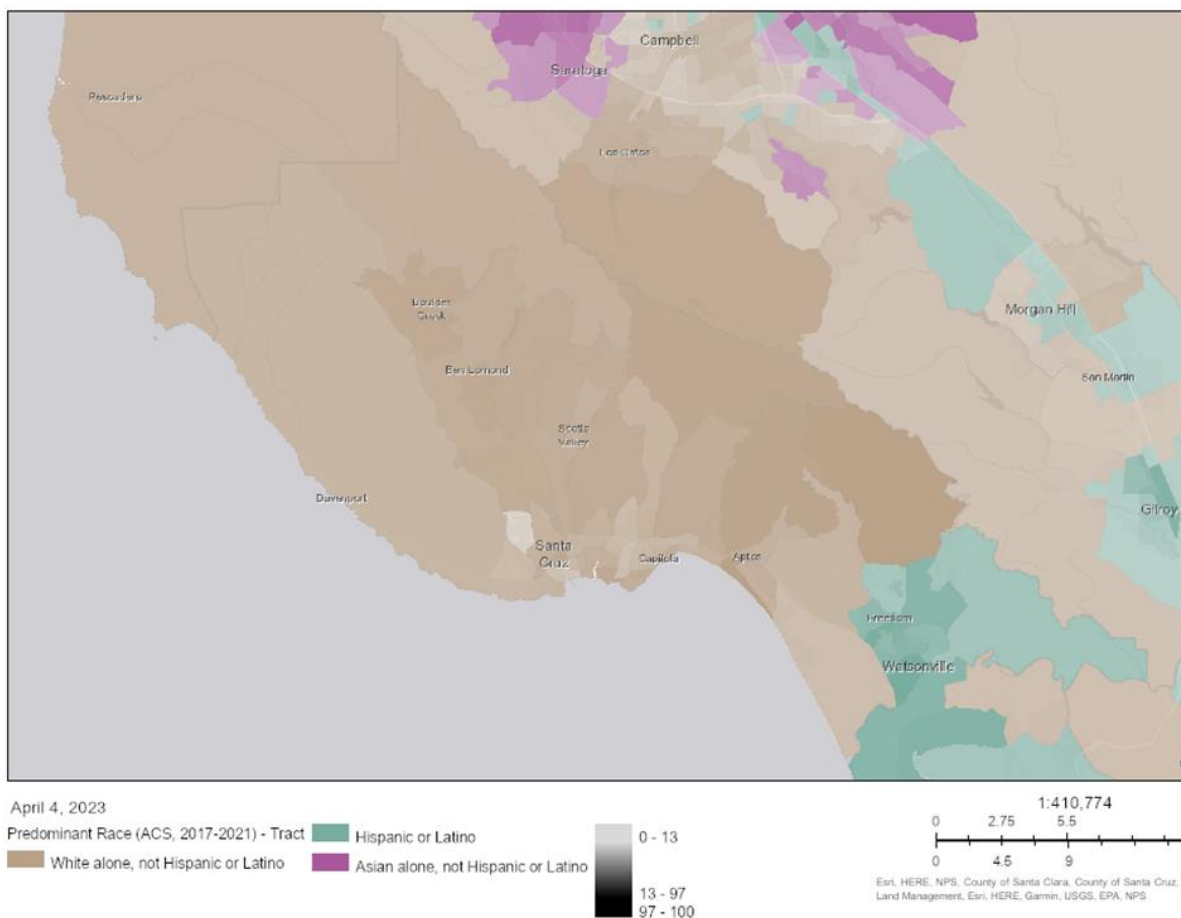 Campbell
Saratoga
Pescadero
Los Gatos
Boulder
Creek
Morgan Hill
Ben Lomond
San Martin
Scotts
Valley
Davenport
Gilroy
Santa
Cruz
Capitola
Aptos
Freedom
Watsonville
April 4, 2023
Predominant Race (ACS, 2017-2021) - Tract
White alone, not Hispanic or Latino
Hispanic or Latino
Asian alone, not Hispanic or Latino
0 - 13
13 - 97
97 - 100
1:410,774
0 2.75 5.5
0 4.5 9
Esri, HERE, NPS, County of Santa Clara, County of Santa Cruz,
Land Management, Esri, HERE, Garmin, USGS, EPA, NPS